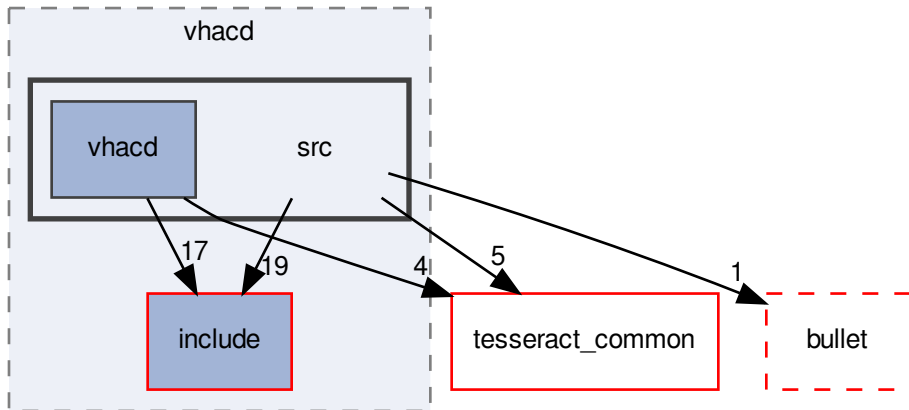 vhacd
vhacd
src
17
19
4
5
1
include
tesseract_common
bullet